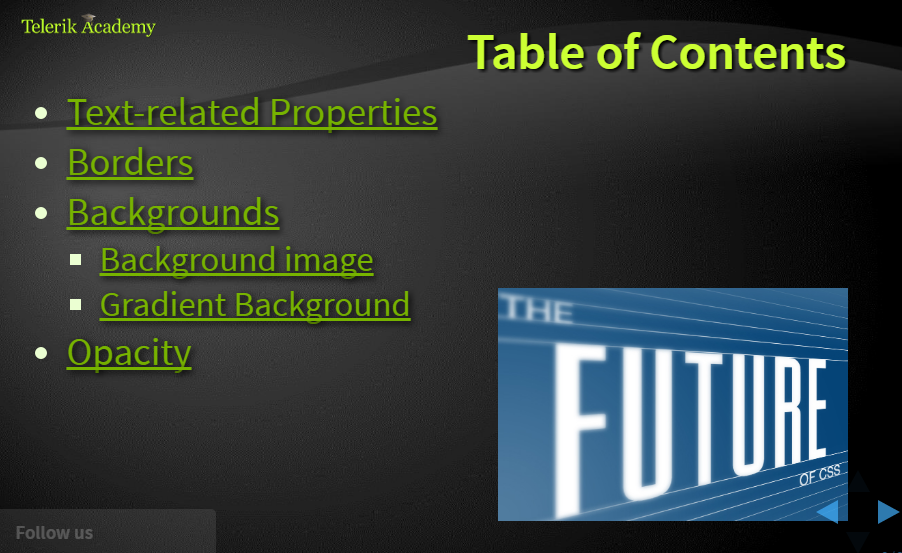 Telerik Academy
Table of Contents
Text-related Properties
Borders
Backgrounds
Background image
Gradient Background
Opacity
THE
FUTURE
OF CSS
Follow us